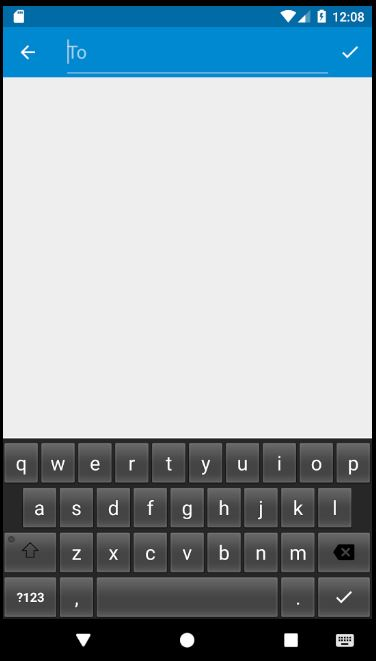 12:08
To
q w e r t y u i o p
a s d f g h j k l
z x c v b n m
?123 , .